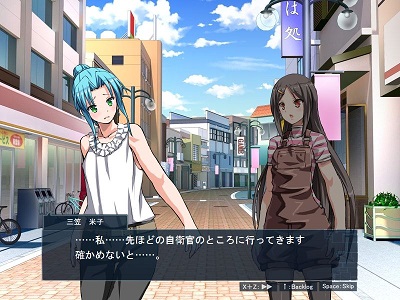 は処
三笠　米子
……私……先ほどの自衛官のところに行ってきます
確かめないと……。
X+Z：▶▶ ↑：Backlog Space：Skip